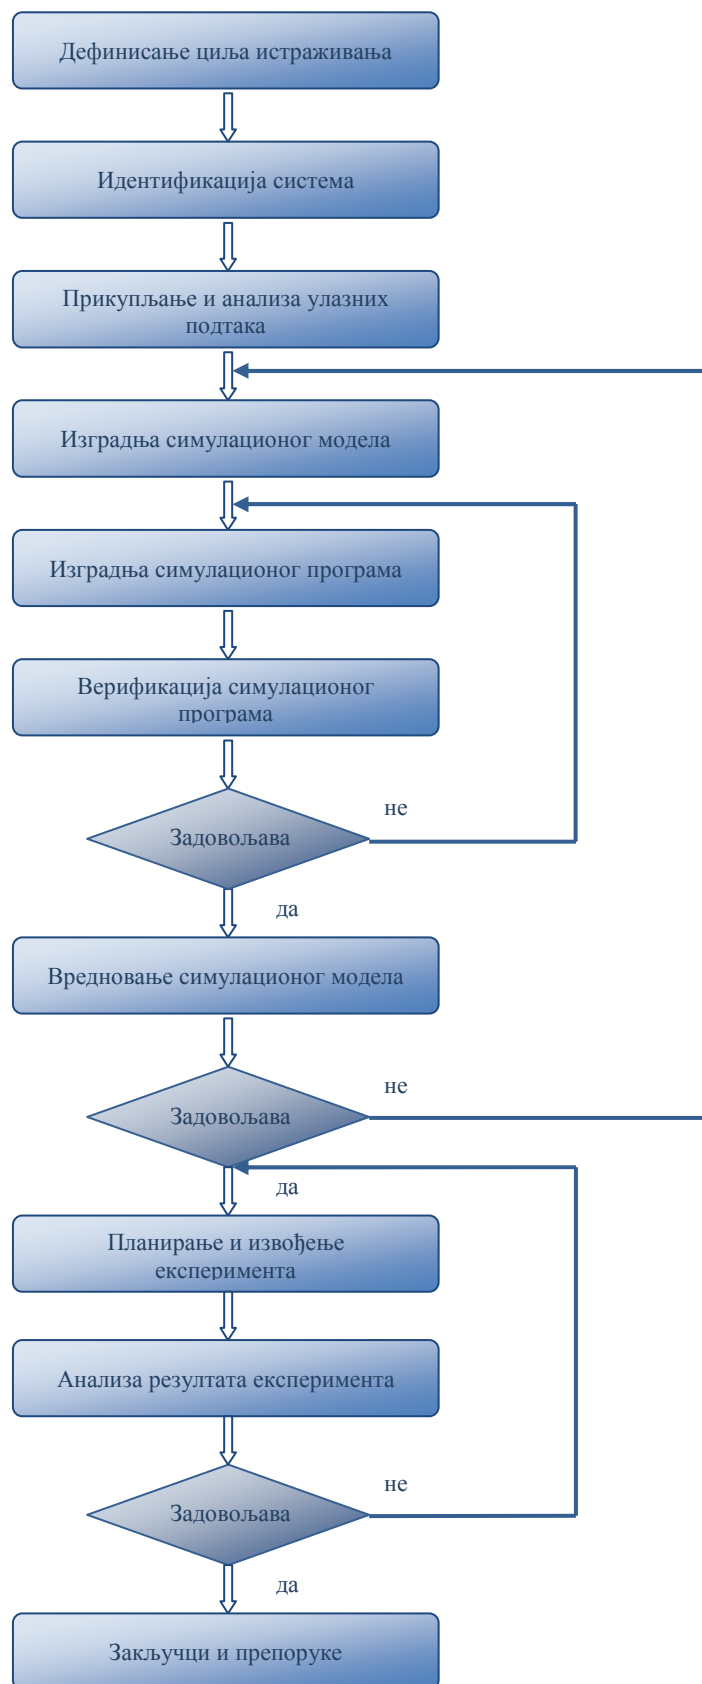 Дефинисање циља истраживања
Идентификација система
Прикупљање и анализа улазних
подтака
Изградња симулационог модела
Изградња симулационог програма
Верификација симулационог
програма
не
Задовољава
да
Вредновање симулационог модела
не
Задовољава
да
Планирање и извођење
експеримента
Анализа резултата експеримента
не
Задовољава
да
Закључци и препоруке